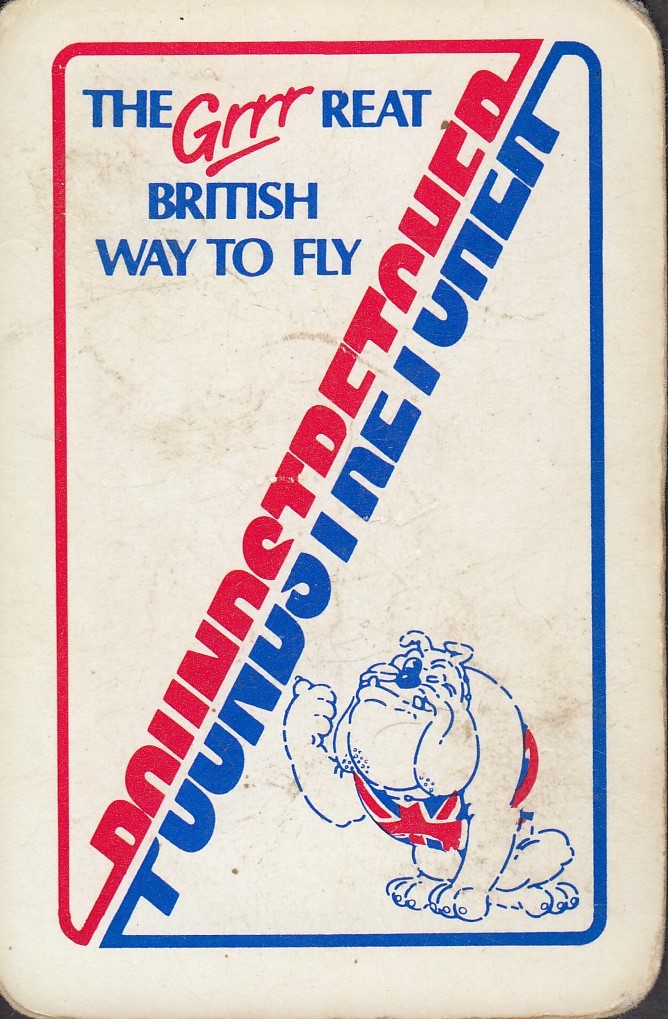 THE Grrr REAT
BRITISH
WAY TO FLY
POUNDSTRETCHER